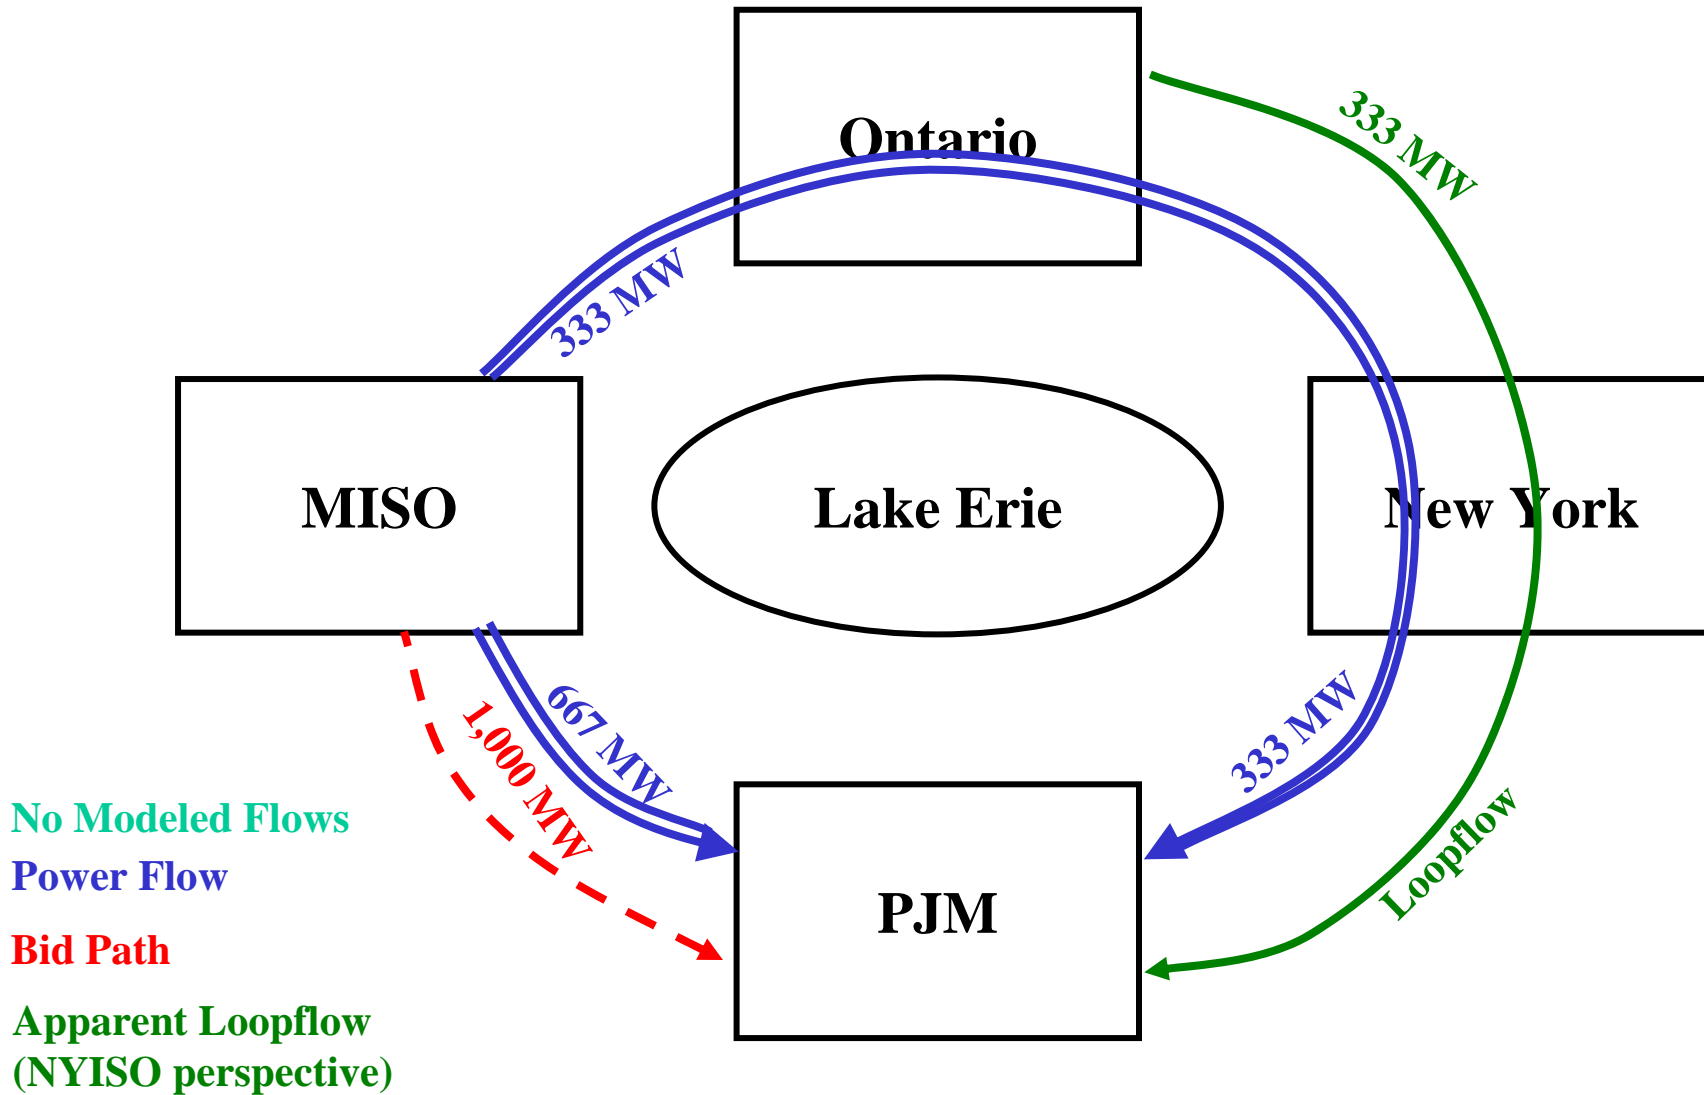 Ontario
333 MW
333 MW
MISO
Lake Erie
New York
1,000 MW
667 MW
333 MW
Loopflow
PJM
No Modeled Flows
Power Flow
Bid Path
Apparent Loopflow
(NYISO perspective)